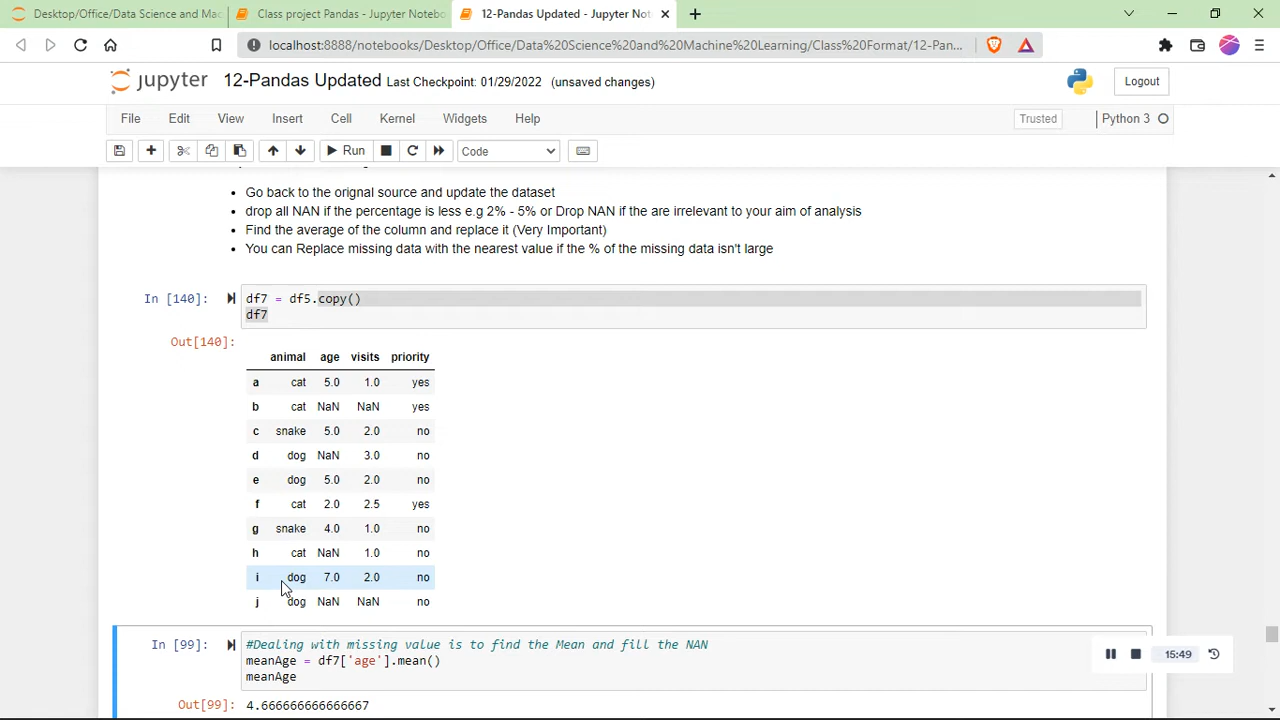 Desktop/Office/Data Science and Mac
Class project Pandas - Jupyter Notebo
12-Pandas Updated - Jupyter Not
localhost:8888/notebooks/Desktop/Office/Data%20Science%20and%20Machine%20Learning/Class%20Format/12-Pan...
jupyter 12-Pandas Updated Last Checkpoint: 01/29/2022 (unsaved changes)
Logout
File Edit View Insert Cell Kernel Widgets Help
Trusted
Python 3
Run
Code
• Go back to the orignal source and update the dataset
• drop all NAN if the percentage is less e.g 2% - 5% or Drop NAN if the are irrelevant to your aim of analysis
• Find the average of the column and replace it (Very Important)
• You can Replace missing data with the nearest value if the % of the missing data isn't large
In [140]: df7 = df5.copy()
df7
Out[140]:
animal age visits priority
a cat 5.0 1.0 yes
b cat NaN NaN yes
c snake 5.0 2.0 no
d dog NaN 3.0 no
e dog 5.0 2.0 no
f cat 2.0 2.5 yes
g snake 4.0 1.0 no
h cat NaN 1.0 no
i dog 7.0 2.0 no
j dog NaN NaN no
In [99]: #Dealing with missing value is to find the Mean and fill the NAN
meanAge = df7['age'].mean()
meanAge
15:49
Out[99]: 4.666666666666667